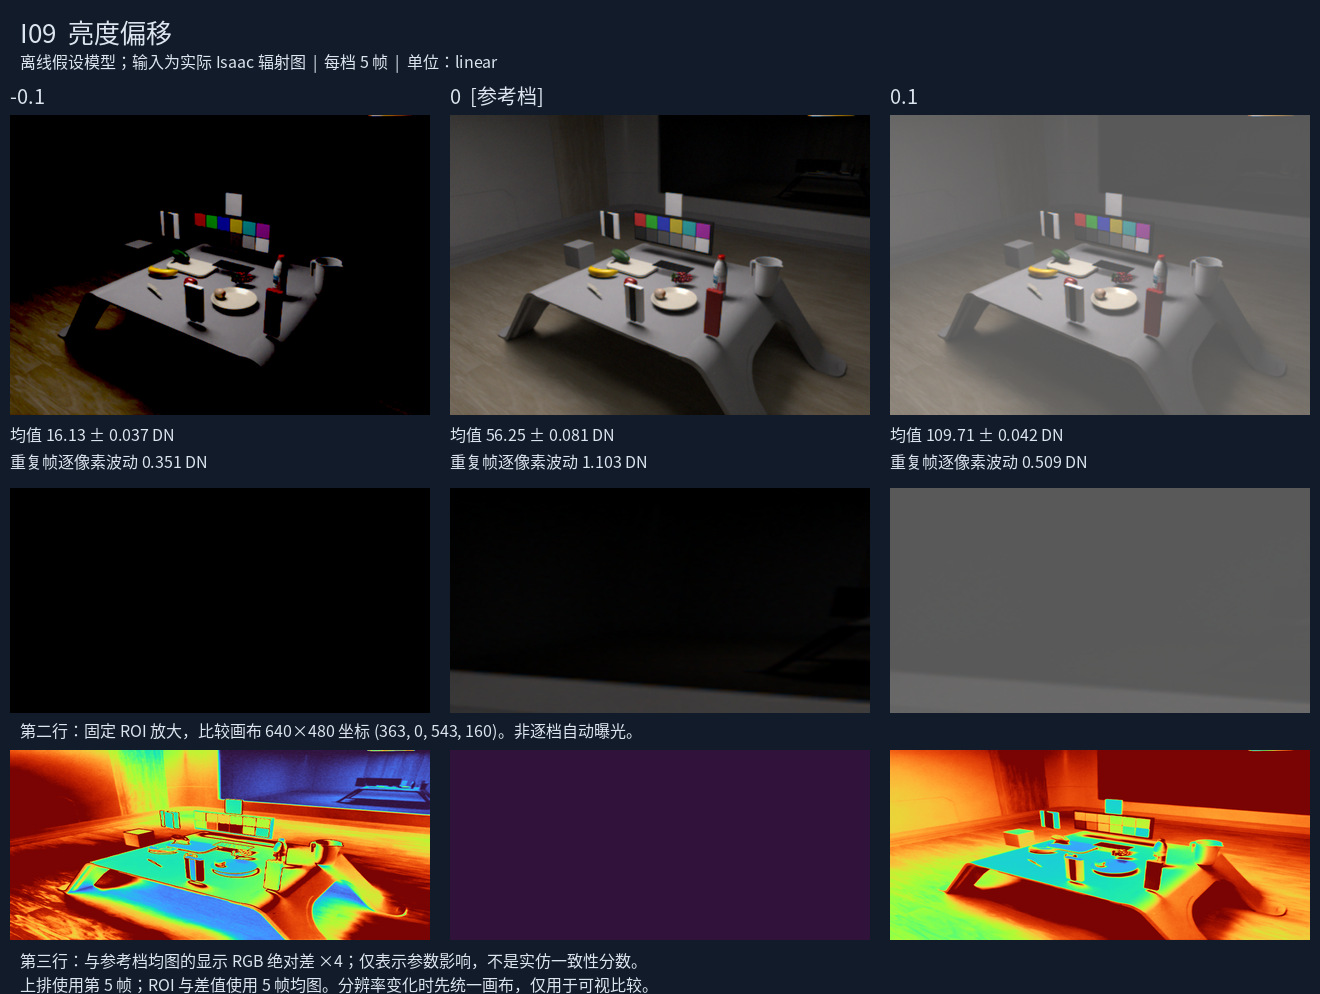 I09 亮度偏移
离线假设模型；输入为实际 Isaac 辐射图 | 每档 5 帧 | 单位：linear
-0.1
0 [参考档]
0.1
均值 16.13 ± 0.037 DN
重复帧逐像素波动 0.351 DN
均值 56.25 ± 0.081 DN
重复帧逐像素波动 1.103 DN
均值 109.71 ± 0.042 DN
重复帧逐像素波动 0.509 DN
第二行：固定 ROI 放大，比较画布 640×480 坐标 (363, 0, 543, 160)。非逐档自动曝光。
第三行：与参考档均图的显示 RGB 绝对差 ×4；仅表示参数影响，不是实仿一致性分数。
上排使用第 5 帧；ROI 与差值使用 5 帧均图。分辨率变化时先统一画布，仅用于可视比较。